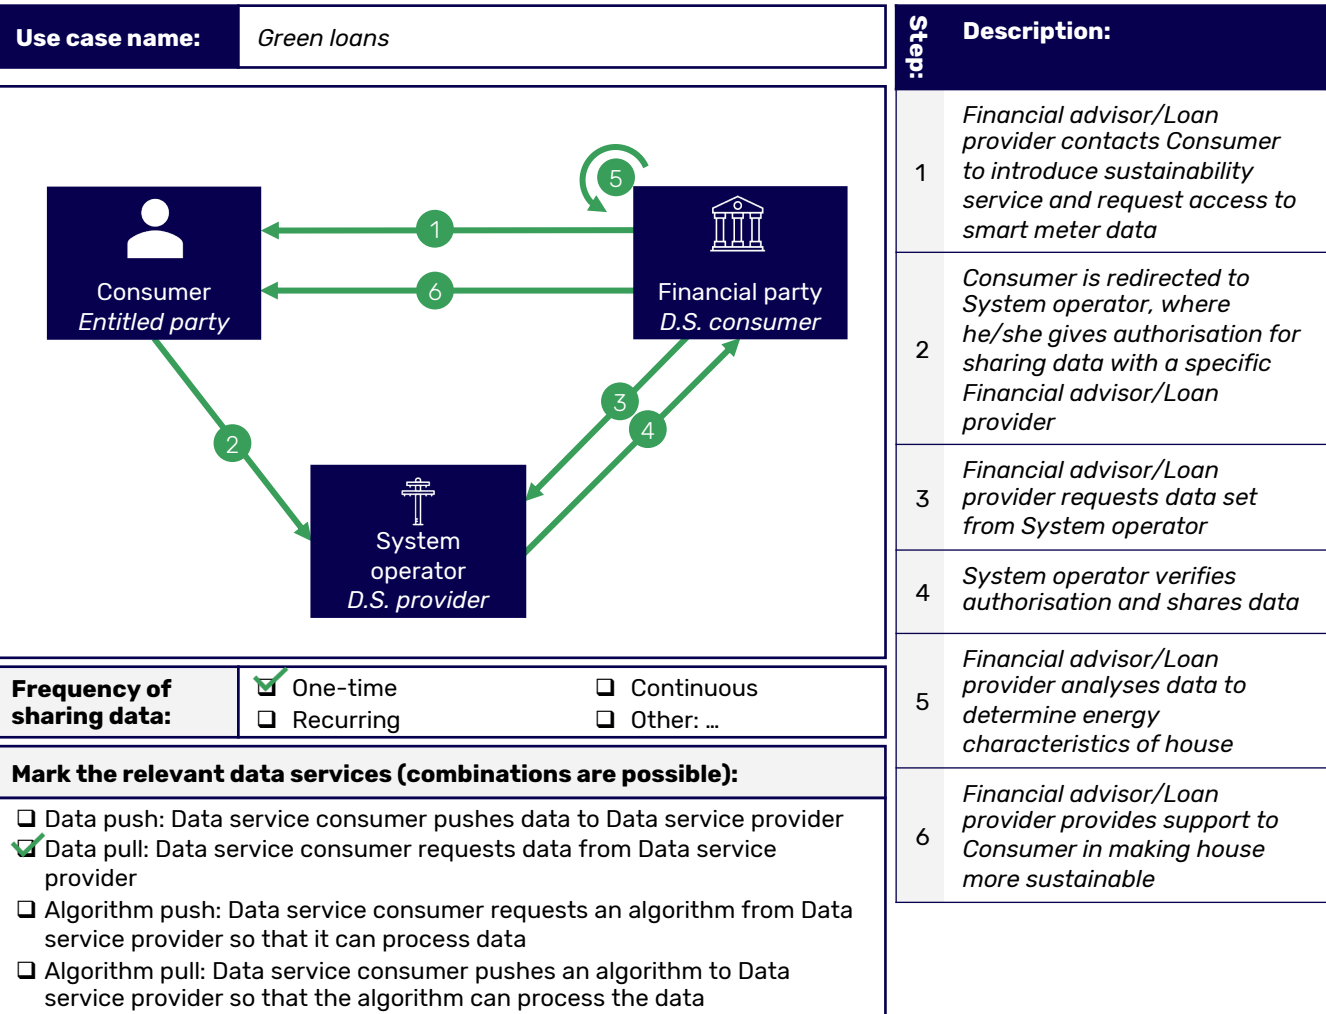 Use case name:
Green loans
1
5
6
2
3
4
Consumer
Entitled party
Financial party
D.S. consumer
System
operator
D.S. provider
Frequency of
sharing data:
One-time
Continuous
Recurring
Other: ...
Mark the relevant data services (combinations are possible):
Data push: Data service consumer pushes data to Data service provider
Data pull: Data service consumer requests data from Data service
provider
Algorithm push: Data service consumer requests an algorithm from Data
service provider so that it can process data
Algorithm pull: Data service consumer pushes an algorithm to Data
service provider so that the algorithm can process the data
Step:
Description:
1
Financial advisor/Loan
provider contacts Consumer
to introduce sustainability
service and request access to
smart meter data
2
Consumer is redirected to
System operator, where
he/she gives authorisation for
sharing data with a specific
Financial advisor/Loan
provider
3
Financial advisor/Loan
provider requests data set
from System operator
4
System operator verifies
authorisation and shares data
5
Financial advisor/Loan
provider analyses data to
determine energy
characteristics of house
6
Financial advisor/Loan
provider provides support to
Consumer in making house
more sustainable